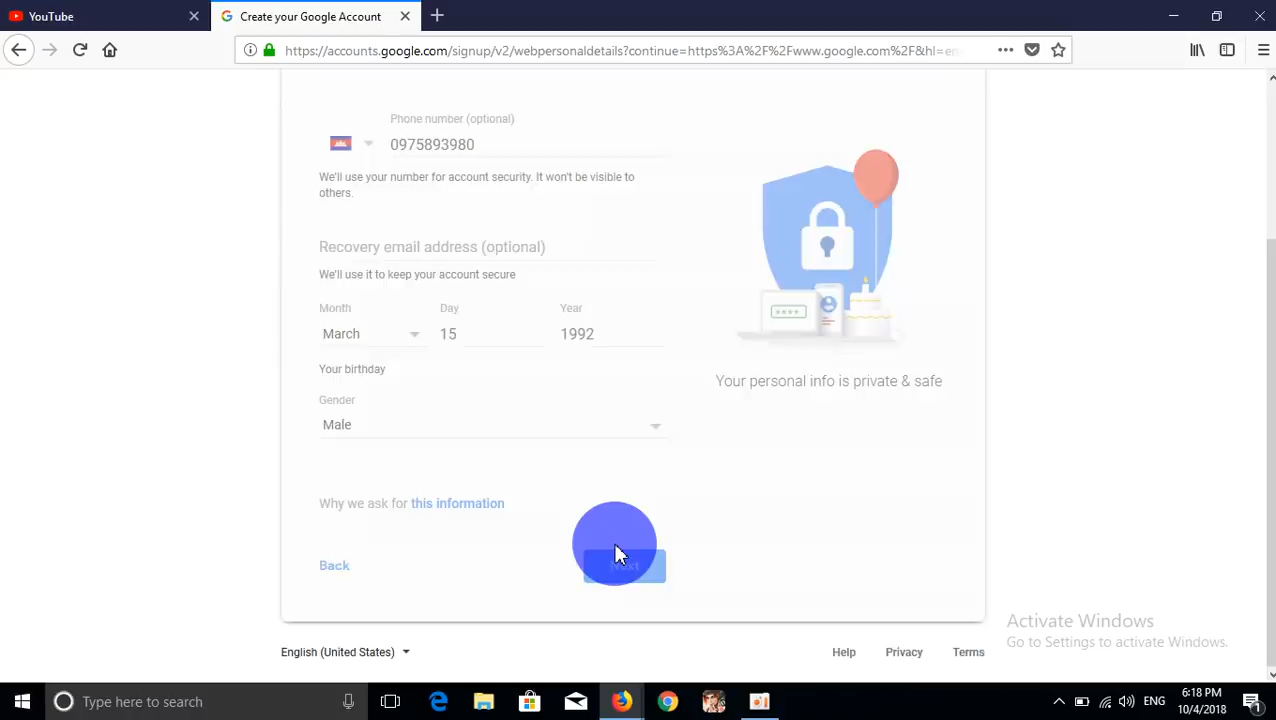 YouTube
Create your Google Account
https://accounts.google.com/signup/v2/webpersonaldetails?continue=https%3A%2F%2Fwww.google.com%2F&hl=en
Phone number (optional)
0975893980
We'll use your number for account security. It won't be visible to
others.
Recovery email address (optional)
We'll use it to keep your account secure
Month Day Year
March 15 1992
Your birthday
Gender
Male
Your personal info is private & safe
Why we ask for this information
Back Next
Activate Windows
Go to Settings to activate Windows.
English (United States) Help Privacy Terms
Type here to search
ENG
6:18 PM
10/4/2018